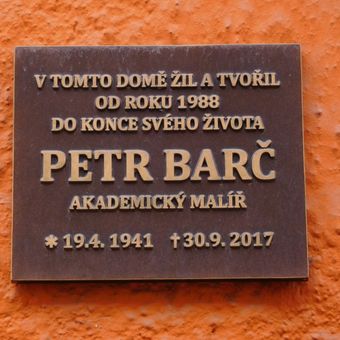 V TOMTO DOMĚ ŽIL A TVOŘIL
OD ROKU 1988
DO KONCE SVÉHO ŽIVOTA
PETR BARČ
AKADEMICKÝ MALÍŘ
* 19.4. 1941 † 30.9. 2017